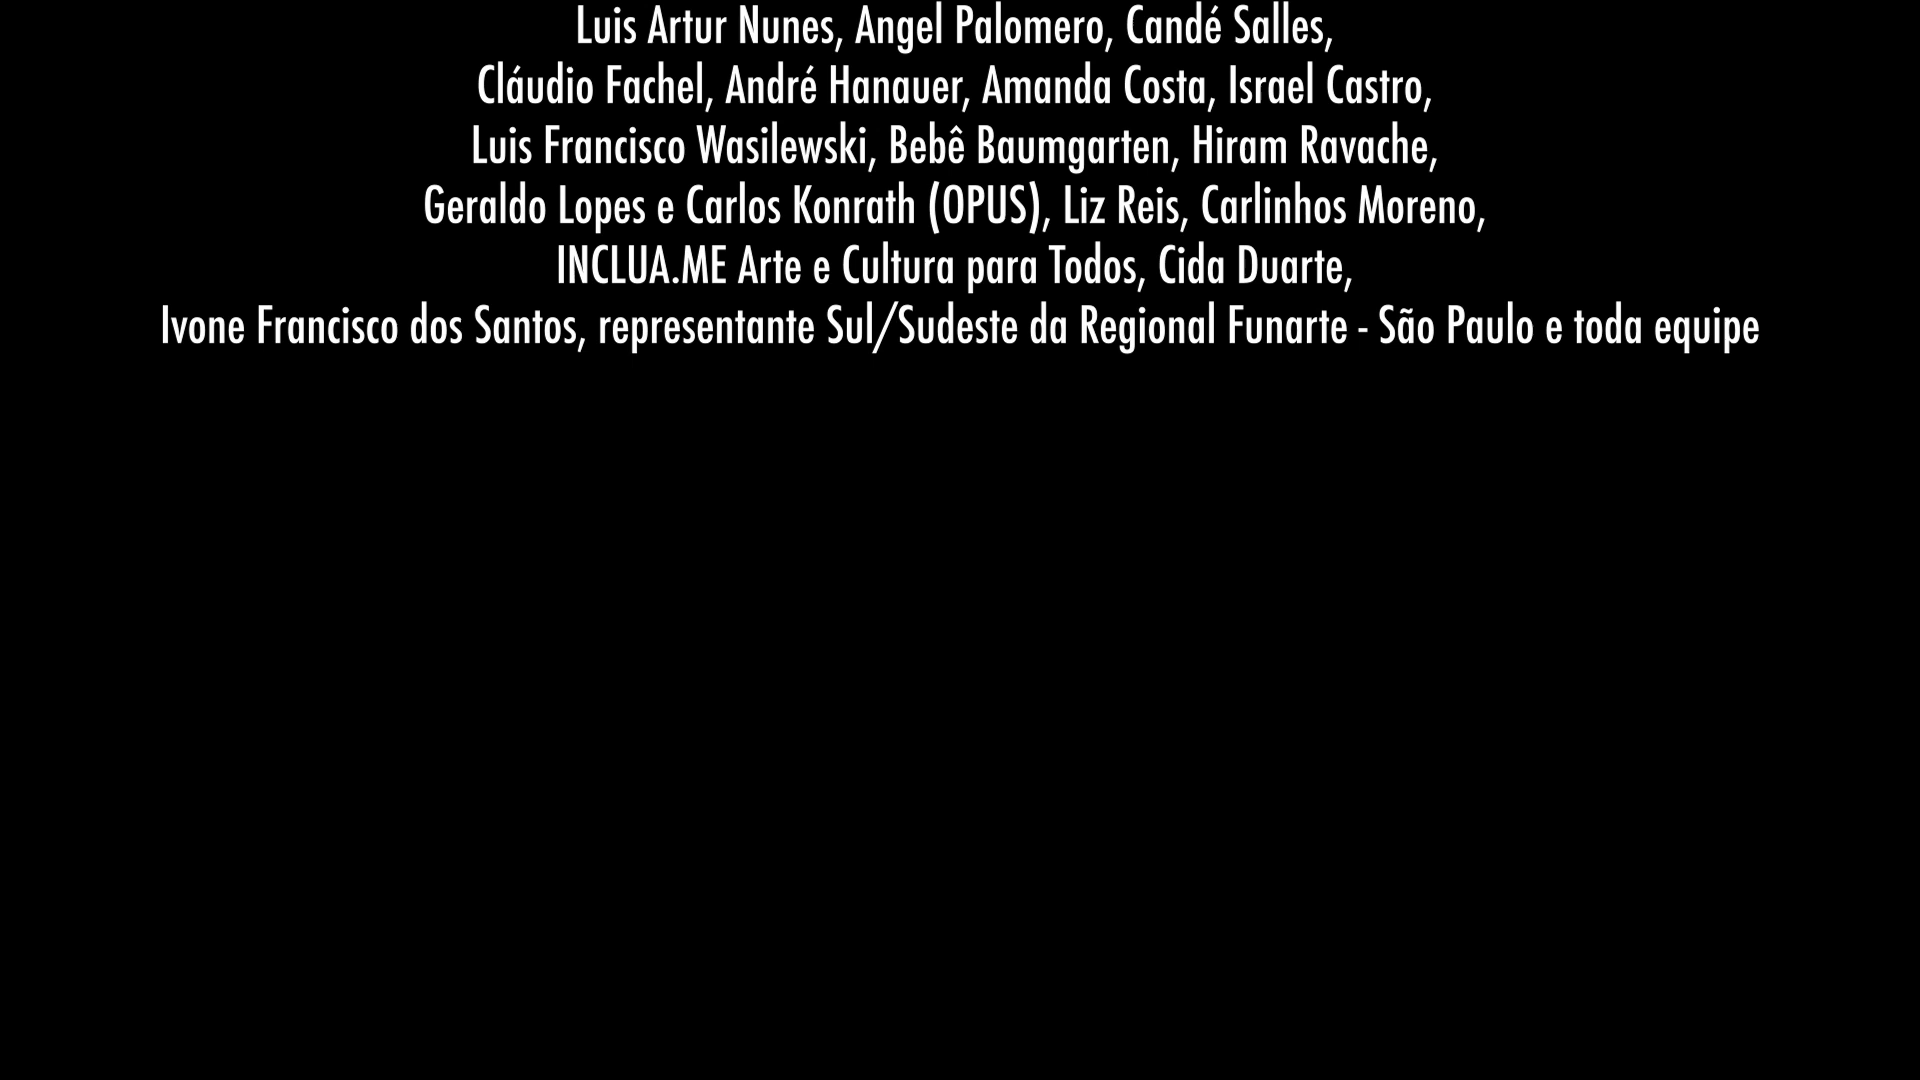 Luis Artur Nunes, Angel Palomero, Candé Salles,
Cláudio Fachel, André Hanauer, Amanda Costa, Israel Castro,
Luis Francisco Wasilewski, Bebê Baumgarten, Hiram Ravache,
Geraldo Lopes e Carlos Konrath (OPUS), Liz Reis, Carlinhos Moreno,
INCLUA.ME Arte e Cultura para Todos, Cida Duarte,
Ivone Francisco dos Santos, representante Sul/Sudeste da Regional Funarte - São Paulo e toda equipe